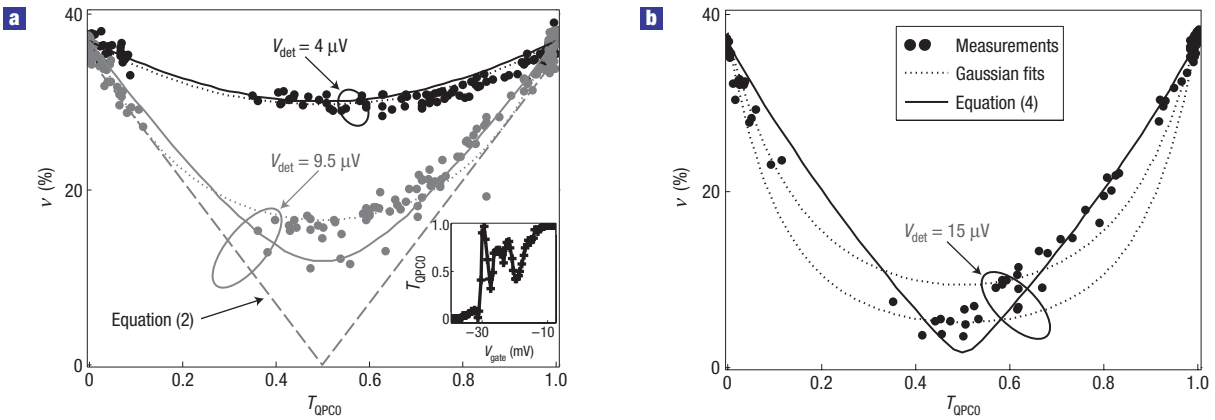 a
40
20
0
ν (%)
V_det = 4 μV
V_det = 9.5 μV
Equation (2)
1.0
0.5
0
T_QPC0
−30
−10
V_gate (mV)
0
0.2
0.4
0.6
0.8
1.0
T_QPC0
b
40
20
0
ν (%)
Measurements
Gaussian fits
Equation (4)
V_det = 15 μV
0
0.2
0.4
0.6
0.8
1.0
T_QPC0